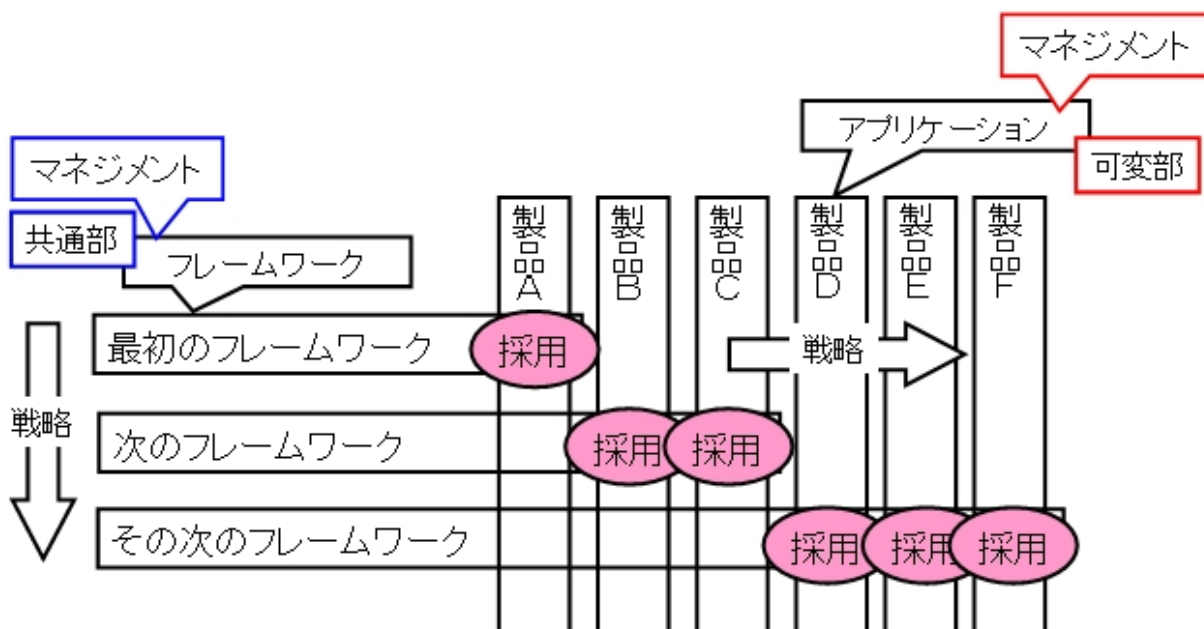 マネジメント
アプリケーション
可変部
マネジメント
共通部
フレームワーク
製品A
製品B
製品C
製品D
製品E
製品F
最初のフレームワーク
採用
戦略
戦略
次のフレームワーク
採用
採用
その次のフレームワーク
採用
採用
採用